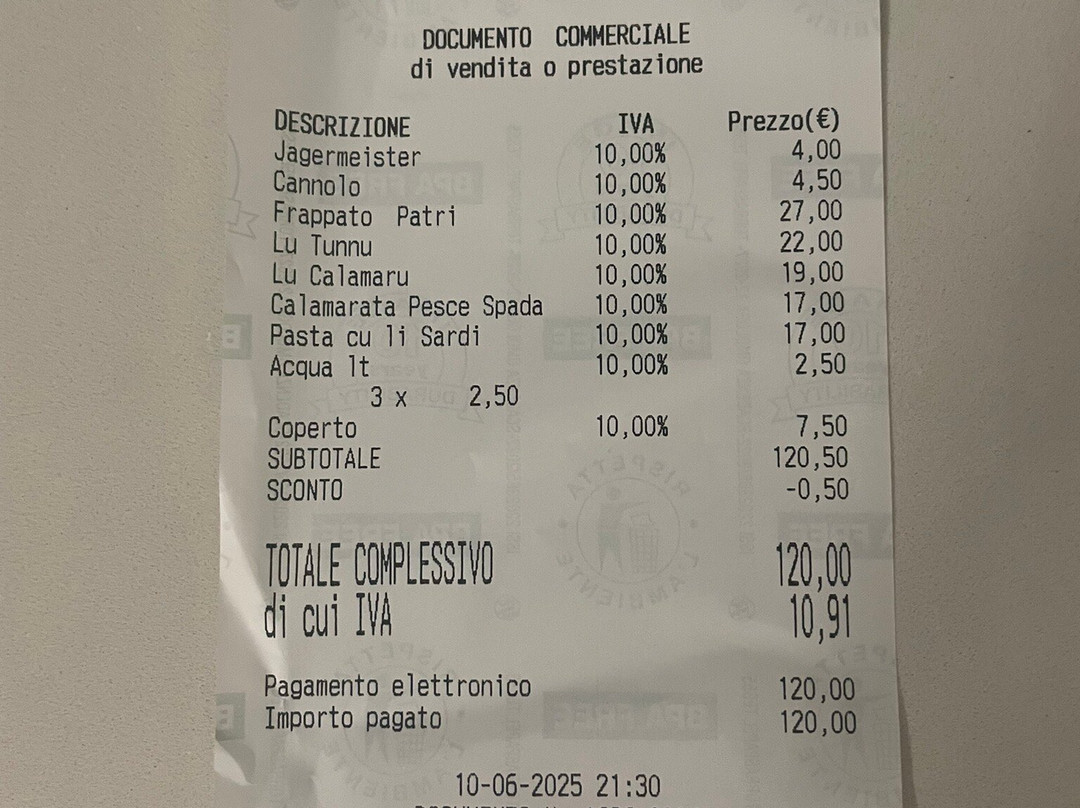 DOCUMENTO COMMERCIALE
di vendita o prestazione
DESCRIZIONE IVA Prezzo(€)
Jagermeister 10,00% 4,00
Cannolo 10,00% 4,50
Frappato Patri 10,00% 27,00
Lu Tunnu 10,00% 22,00
Lu Calamaru 10,00% 19,00
Calamarata Pesce Spada 10,00% 17,00
Pasta cu li Sardi 10,00% 17,00
Acqua lt 10,00% 2,50
3 x 2,50
Coperto 10,00% 7,50
SUBTOTALE 120,50
SCONTO -0,50
TOTALE COMPLESSIVO 120,00
di cui IVA 10,91
Pagamento elettronico 120,00
Importo pagato 120,00
10-06-2025 21:30